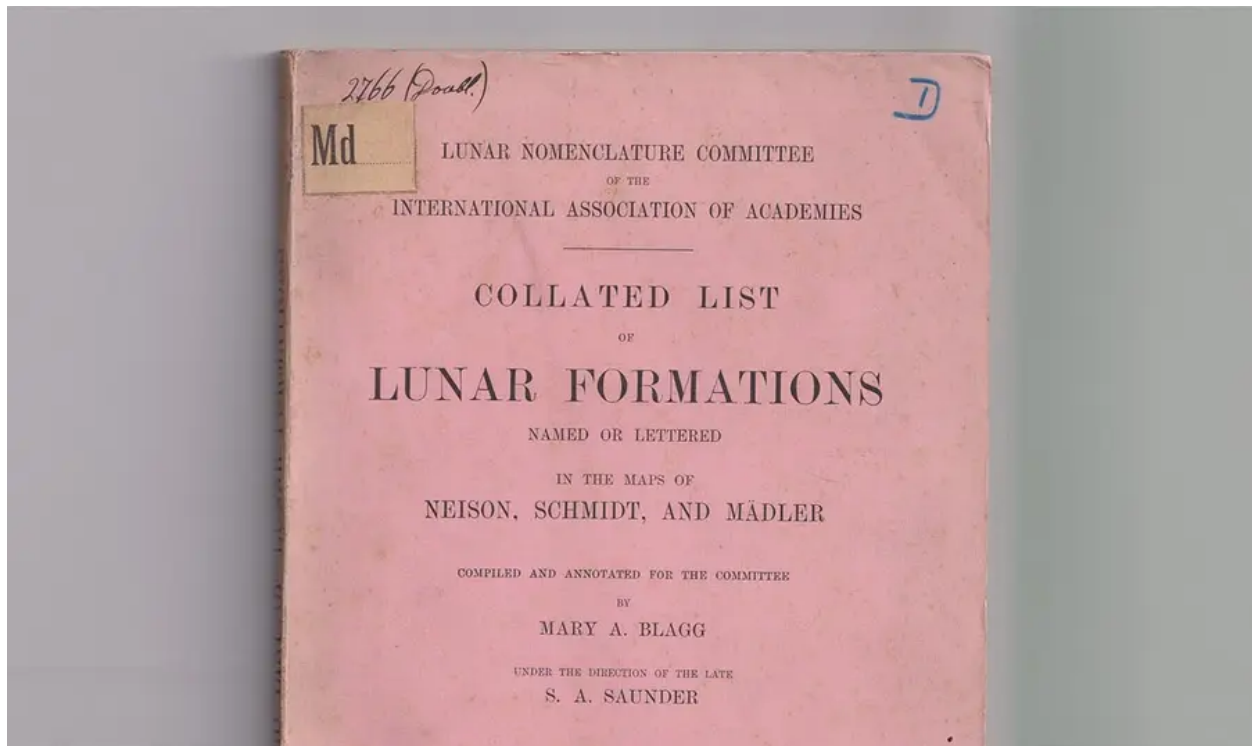 2766 (Doubl.)
I
Md
LUNAR NOMENCLATURE COMMITTEE
OF THE
INTERNATIONAL ASSOCIATION OF ACADEMIES
COLLATED LIST
OF
LUNAR FORMATIONS
NAMED OR LETTERED
IN THE MAPS OF
NEISON, SCHMIDT, AND MÄDLER
COMPILED AND ANNOTATED FOR THE COMMITTEE
BY
MARY A. BLAGG
UNDER THE DIRECTION OF THE LATE
S. A. SAUNDER